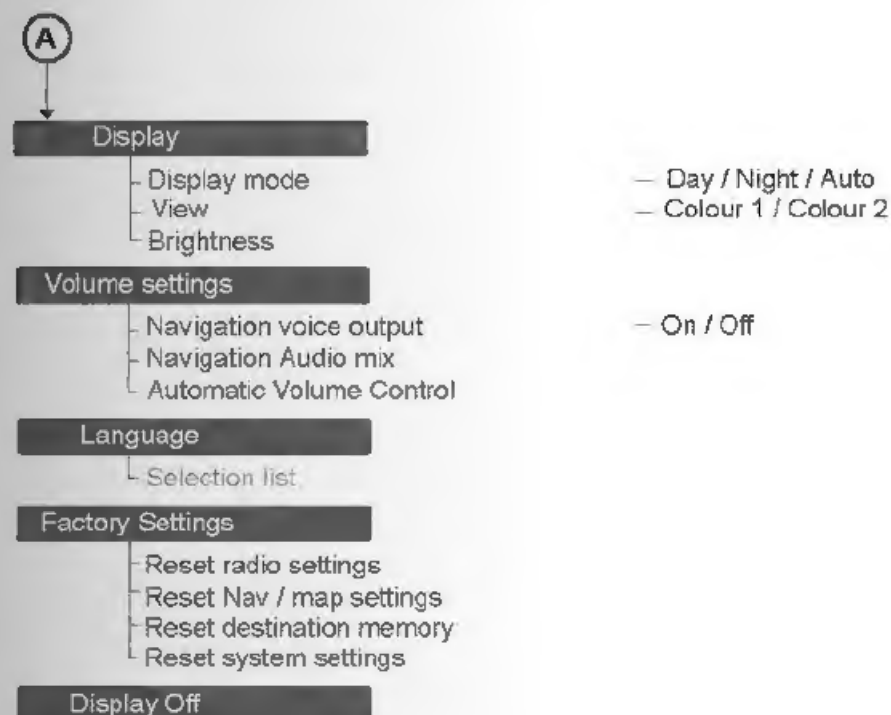 A
Display
Display mode – Day / Night / Auto
View – Colour 1 / Colour 2
Brightness
Volume settings
Navigation voice output – On / Off
Navigation Audio mix
Automatic Volume Control
Language
Selection list
Factory Settings
Reset radio settings
Reset Nav / map settings
Reset destination memory
Reset system settings
Display Off